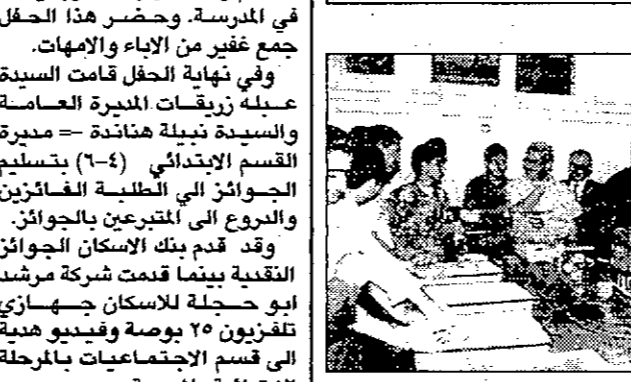 في المدرسة. وحضر هذا الحفل
جمع غفير من الاباء والامهات.
وفي نهاية الحفل قامت السيدة
عبله زريقات المديرة العامة
والسيدة نبيلة هناندة -= مديرة
القسم الابتدائي (٤-٦) بتسليم
الجوائز الي الطلبة الفائزين
والدروع الى المتبرعين بالجوائز.
وقد قدم بنك الاسكان الجوائز
النقدية بينما قدمت شركة مرشد
ابو حجلة للاسكان جهازي
تلفزيون ٢٥ بوصة وفيديو هدية
الى قسم الاجتماعيات بالمرحلة